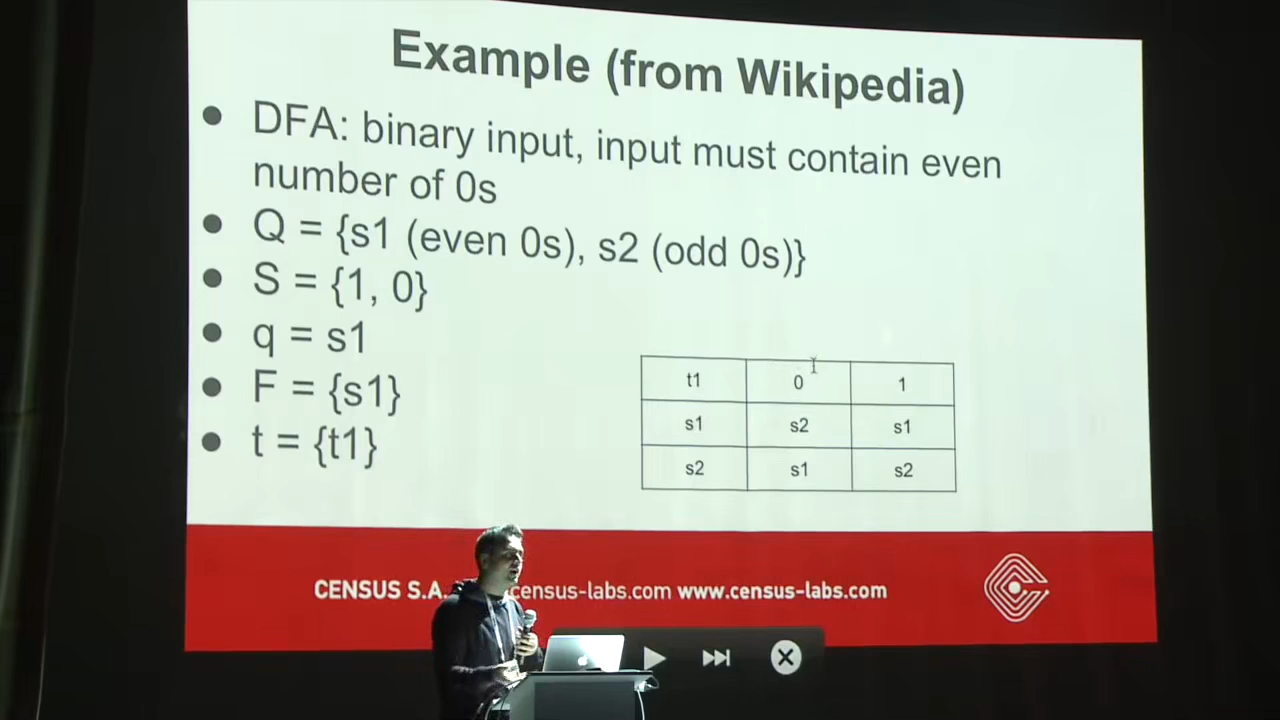 Example (from Wikipedia)
● DFA: binary input, input must contain even
number of 0s
● Q = {s1 (even 0s), s2 (odd 0s)}
● S = {1, 0}
● q = s1
● F = {s1}
● t = {t1}
t1 0 1
s1 s2 s1
s2 s1 s2
CENSUS S.A. census-labs.com www.census-labs.com